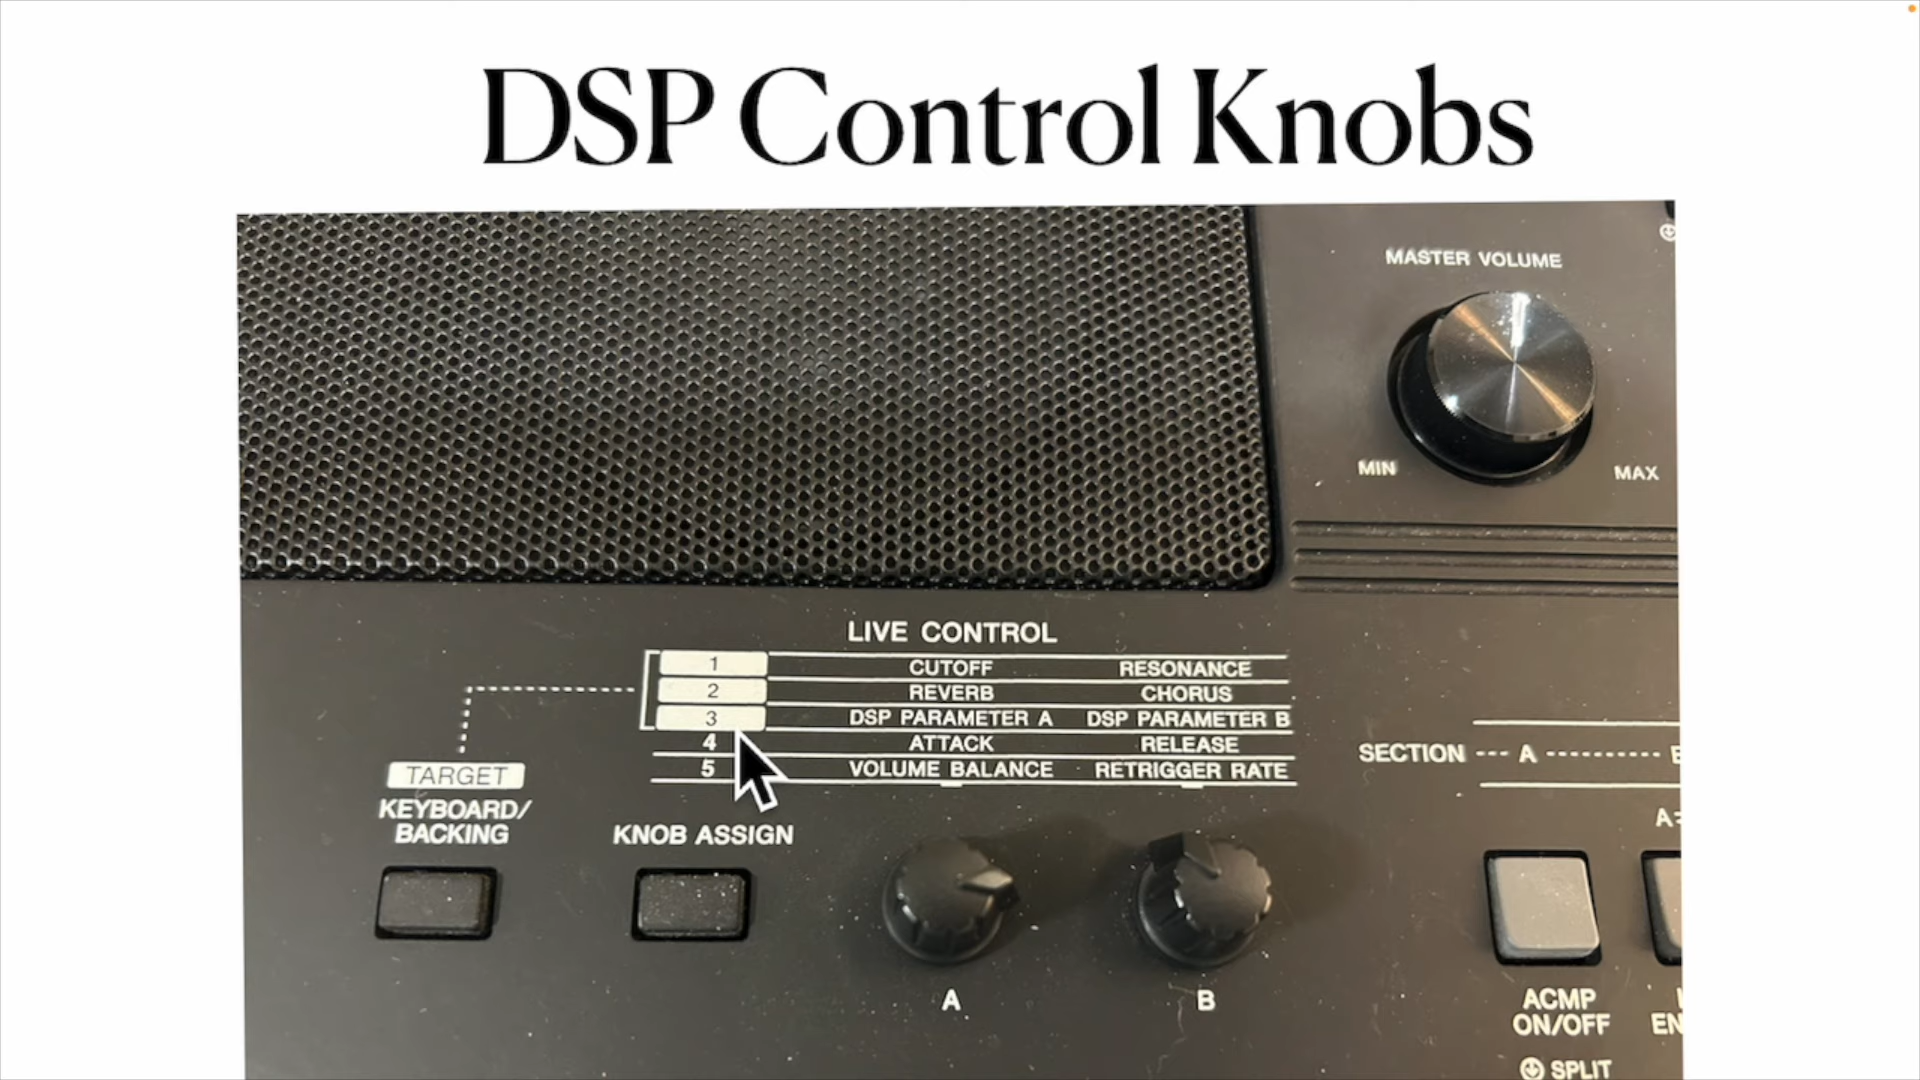 DSP Control Knobs
MASTER VOLUME
MIN
MAX
LIVE CONTROL
1 CUTOFF RESONANCE
2 REVERB CHORUS
3 DSP PARAMETER A DSP PARAMETER B
4 ATTACK RELEASE
5 VOLUME BALANCE RETRIGGER RATE
SECTION A
TARGET
KEYBOARD/
BACKING
KNOB ASSIGN
A
B
ACMP
ON/OFF
SPLIT